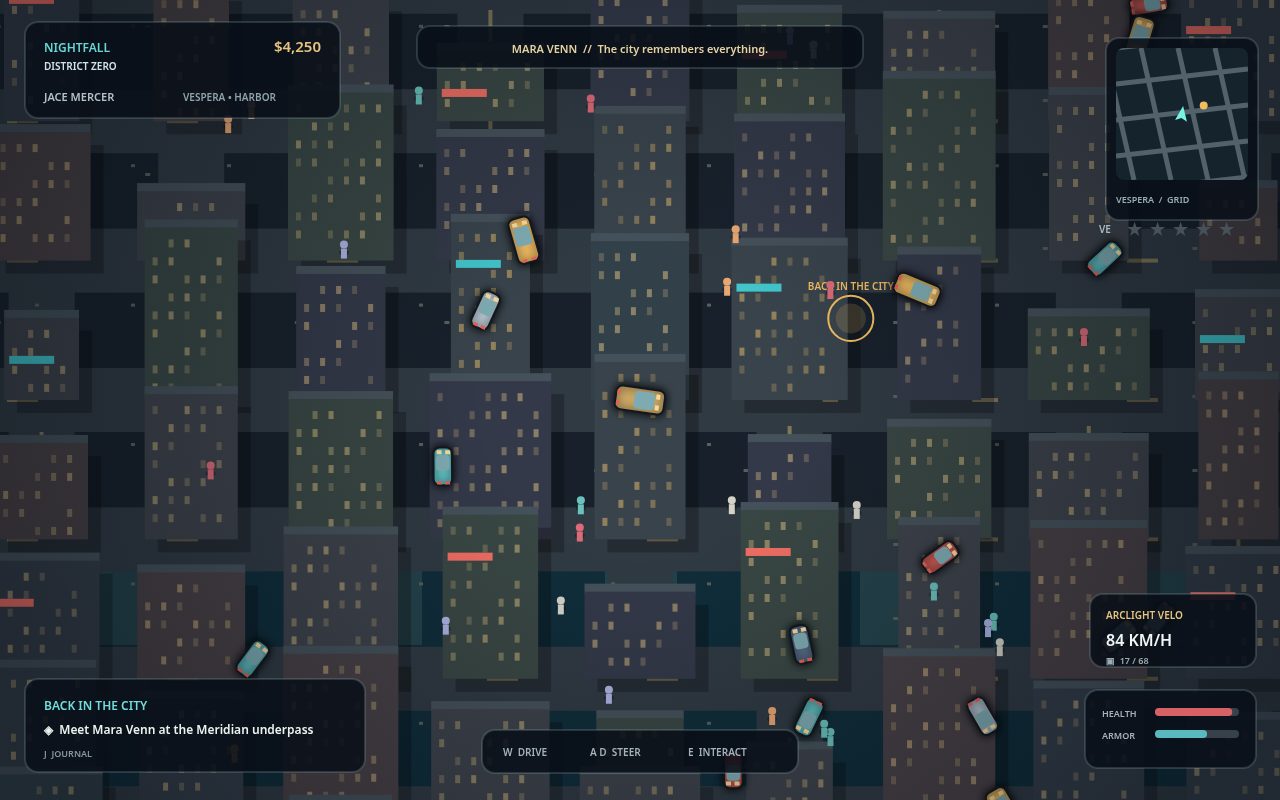 NIGHTFALL
$4,250
DISTRICT ZERO
JACE MERCER
VESPERA • HARBOR
MARA VENN // The city remembers everything.
VESPERA / GRID
VE ★ ★ ★ ★ ★
BACK IN THE CITY
ARCLIGHT VELO
84 KM/H
17 / 68
BACK IN THE CITY
◈ Meet Mara Venn at the Meridian underpass
J JOURNAL
W DRIVE
A D STEER
E INTERACT
HEALTH
ARMOR